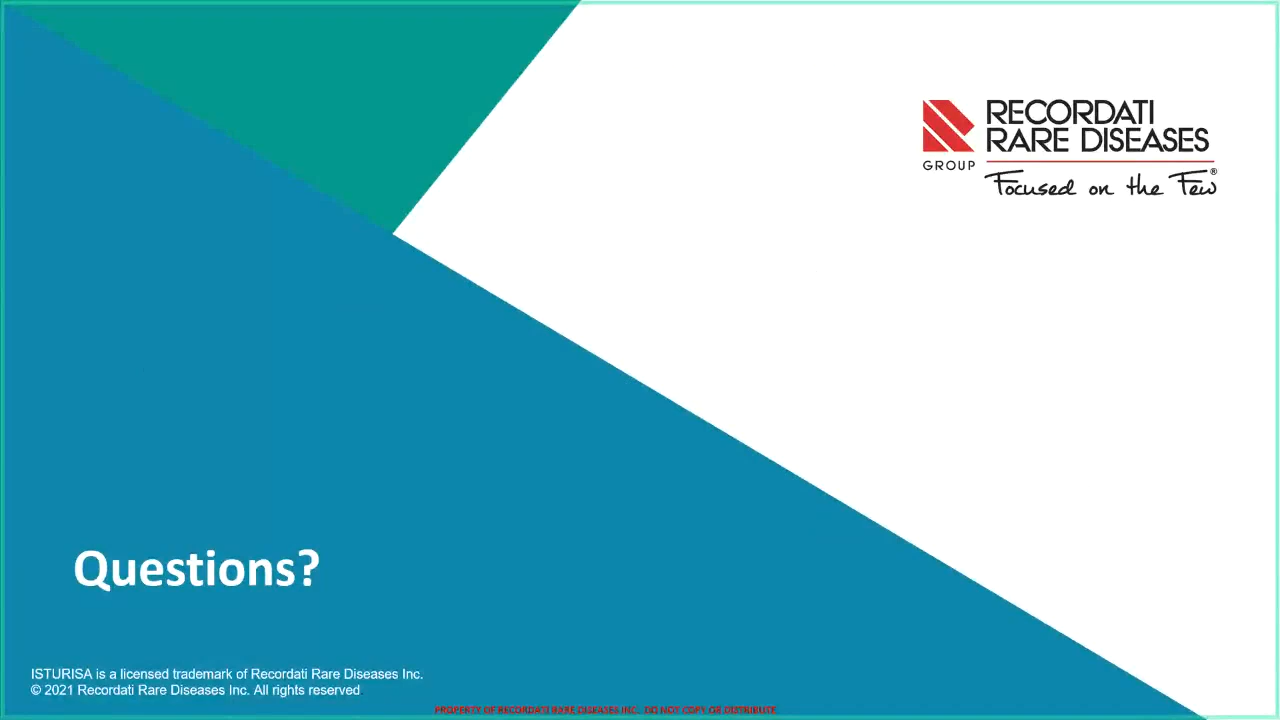 RECORDATI
RARE DISEASES
GROUP
Focused on the Few®
Questions?
ISTURISA is a licensed trademark of Recordati Rare Diseases Inc.
© 2021 Recordati Rare Diseases Inc. All rights reserved
PROPERTY OF RECORDATI RARE DISEASES INC. DO NOT COPY OR DISTRIBUTE